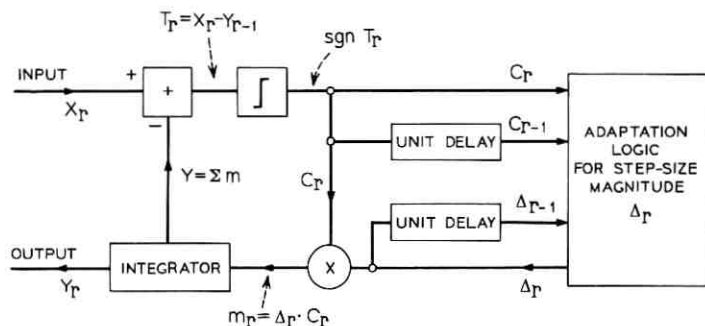 Tr=Xr-Yr-1
sgn Tr
INPUT
+
+
Xr
−
Cr
UNIT DELAY
Cr-1
ADAPTATION
LOGIC
FOR STEP-SIZE
MAGNITUDE
Δr
Y=Σm
Cr
UNIT DELAY
Δr-1
OUTPUT
Yr
INTEGRATOR
X
Δr
mr=Δr·Cr